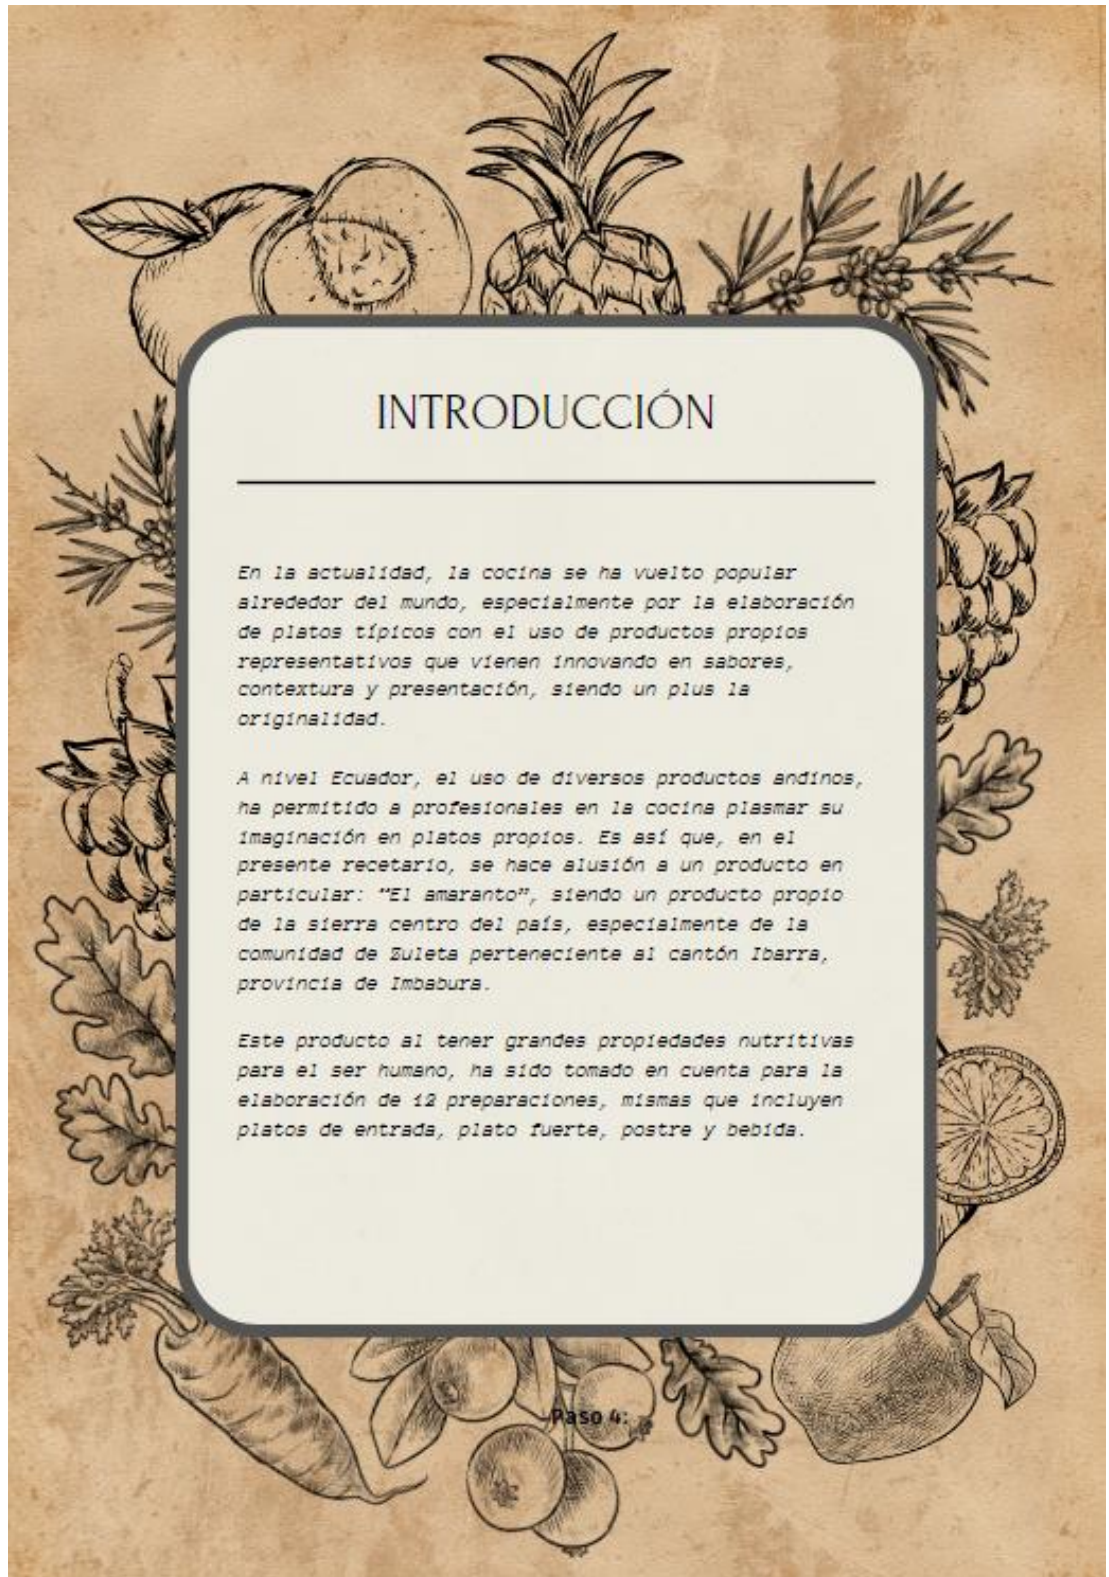 INTRODUCCIÓN
En la actualidad, la cocina se ha vuelto popular
alrededor del mundo, especialmente por la elaboración
de platos típicos con el uso de productos propios
representativos que vienen innovando en sabores,
contextura y presentación, siendo un plus la
originalidad.
A nivel Ecuador, el uso de diversos productos andinos,
ha permitido a profesionales en la cocina plasmar su
imaginación en platos propios. Es así que, en el
presente recetario, se hace alusión a un producto en
particular: “El amaranto”, siendo un producto propio
de la sierra centro del país, especialmente de la
comunidad de Zuleta perteneciente al cantón Ibarra,
provincia de Imbabura.
Este producto al tener grandes propiedades nutritivas
para el ser humano, ha sido tomado en cuenta para la
elaboración de 12 preparaciones, mismas que incluyen
platos de entrada, plato fuerte, postre y bebida.
Paso 4: